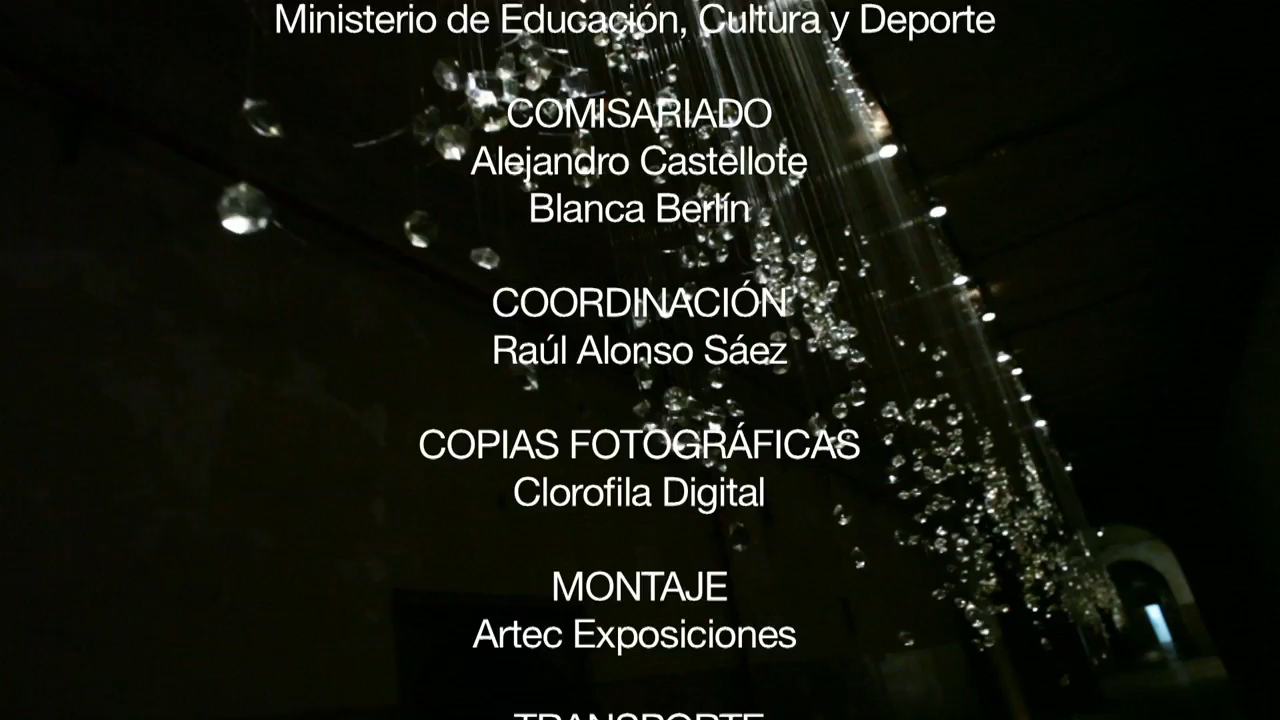 Ministerio de Educación, Cultura y Deporte
COMISARIADO
Alejandro Castellote
Blanca Berlín
COORDINACIÓN
Raúl Alonso Sáez
COPIAS FOTOGRÁFICAS
Clorofila Digital
MONTAJE
Artec Exposiciones
TRANSPORTE